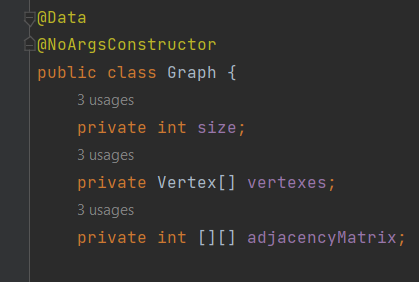 @Data
@NoArgsConstructor
public class Graph {
3 usages
private int size;
3 usages
private Vertex[] vertexes;
3 usages
private int [][] adjacencyMatrix;